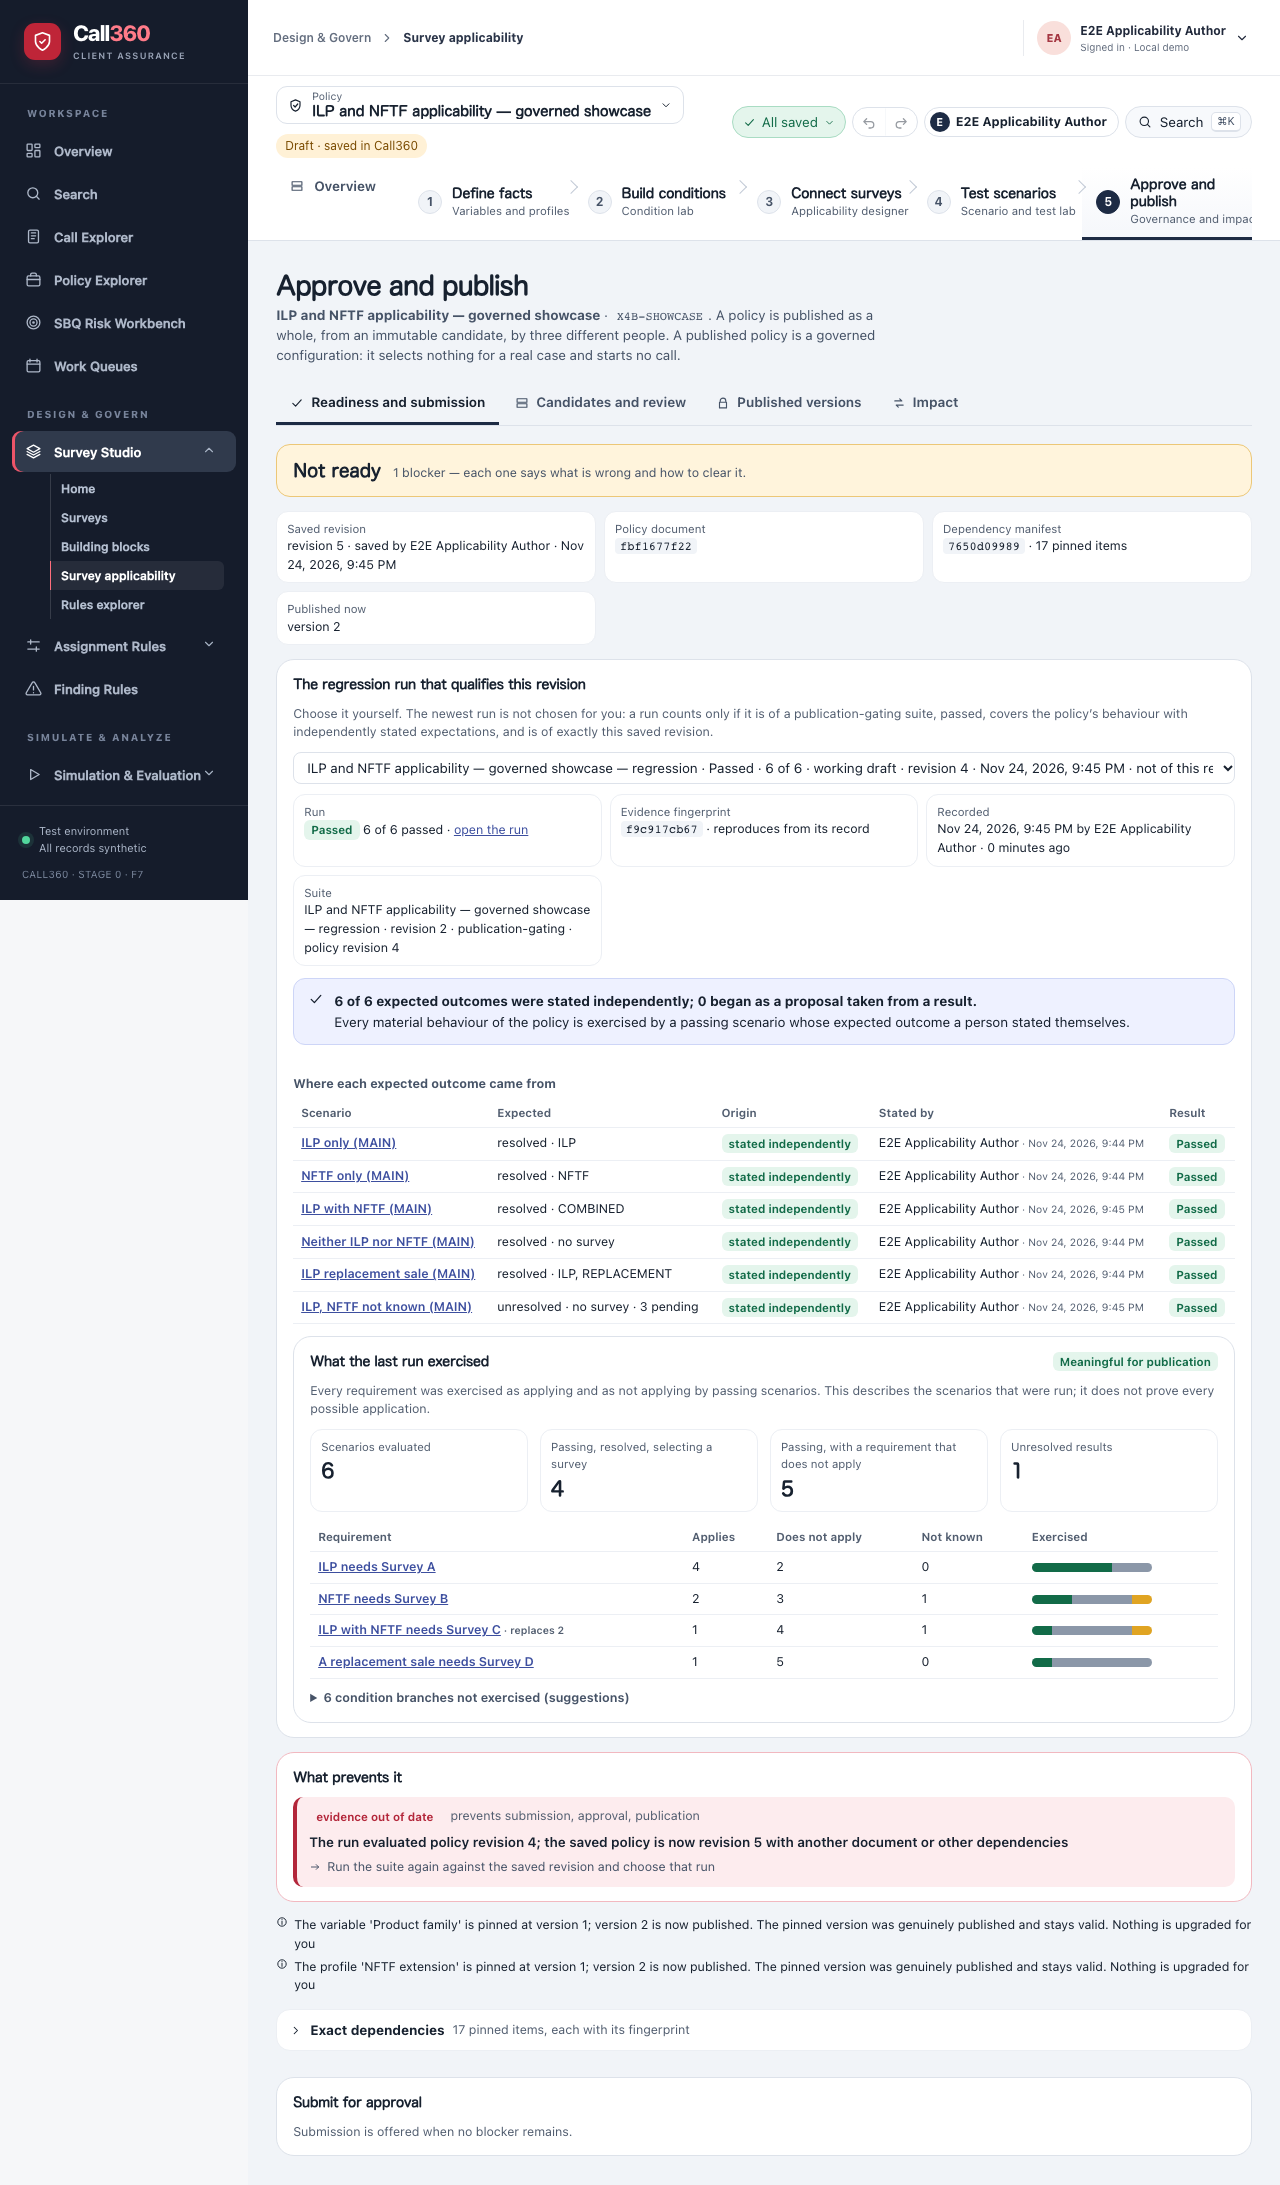 Call360
CLIENT ASSURANCE
WORKSPACE
Overview
Search
Call Explorer
Policy Explorer
SBQ Risk Workbench
Work Queues
DESIGN & GOVERN
Survey Studio
Home
Surveys
Building blocks
Survey applicability
Rules explorer
Assignment Rules
Finding Rules
SIMULATE & ANALYZE
Simulation & Evaluation
Test environment
All records synthetic
CALL360 · STAGE 0 · F7
Design & Govern > Survey applicability
EA
E2E Applicability Author
Signed in · Local demo
Policy
ILP and NFTF applicability — governed showcase
Draft · saved in Call360
All saved
E E2E Applicability Author
Search ⌘K
Overview
1 Define facts
Variables and profiles
2 Build conditions
Condition lab
3 Connect surveys
Applicability designer
4 Test scenarios
Scenario and test lab
5 Approve and
publish
Governance and impac
Approve and publish
ILP and NFTF applicability — governed showcase · X4B-SHOWCASE . A policy is published as a
whole, from an immutable candidate, by three different people. A published policy is a governed
configuration: it selects nothing for a real case and starts no call.
Readiness and submission
Candidates and review
Published versions
Impact
Not ready 1 blocker — each one says what is wrong and how to clear it.
Saved revision
revision 5 · saved by E2E Applicability Author · Nov
24, 2026, 9:45 PM
Policy document
fbf1677f22
Dependency manifest
7650d09989 · 17 pinned items
Published now
version 2
The regression run that qualifies this revision
Choose it yourself. The newest run is not chosen for you: a run counts only if it is of a publication-gating suite, passed, covers the policy's behaviour with
independently stated expectations, and is of exactly this saved revision.
ILP and NFTF applicability — governed showcase — regression · Passed · 6 of 6 · working draft · revision 4 · Nov 24, 2026, 9:45 PM · not of this re
Run
Passed 6 of 6 passed · open the run
Evidence fingerprint
f9c917cb67 · reproduces from its record
Recorded
Nov 24, 2026, 9:45 PM by E2E Applicability
Author · 0 minutes ago
Suite
ILP and NFTF applicability — governed showcase
— regression · revision 2 · publication-gating ·
policy revision 4
6 of 6 expected outcomes were stated independently; 0 began as a proposal taken from a result.
Every material behaviour of the policy is exercised by a passing scenario whose expected outcome a person stated themselves.
Where each expected outcome came from
Scenario Expected Origin Stated by Result
ILP only (MAIN) resolved · ILP stated independently E2E Applicability Author · Nov 24, 2026, 9:44 PM Passed
NFTF only (MAIN) resolved · NFTF stated independently E2E Applicability Author · Nov 24, 2026, 9:44 PM Passed
ILP with NFTF (MAIN) resolved · COMBINED stated independently E2E Applicability Author · Nov 24, 2026, 9:45 PM Passed
Neither ILP nor NFTF (MAIN) resolved · no survey stated independently E2E Applicability Author · Nov 24, 2026, 9:44 PM Passed
ILP replacement sale (MAIN) resolved · ILP, REPLACEMENT stated independently E2E Applicability Author · Nov 24, 2026, 9:44 PM Passed
ILP, NFTF not known (MAIN) unresolved · no survey · 3 pending stated independently E2E Applicability Author · Nov 24, 2026, 9:45 PM Passed
What the last run exercised Meaningful for publication
Every requirement was exercised as applying and as not applying by passing scenarios. This describes the scenarios that were run; it does not prove every
possible application.
Scenarios evaluated
6
Passing, resolved, selecting a
survey
4
Passing, with a requirement that
does not apply
5
Unresolved results
1
Requirement Applies Does not apply Not known Exercised
ILP needs Survey A 4 2 0
NFTF needs Survey B 2 3 1
ILP with NFTF needs Survey C · replaces 2 1 4 1
A replacement sale needs Survey D 1 5 0
6 condition branches not exercised (suggestions)
What prevents it
evidence out of date prevents submission, approval, publication
The run evaluated policy revision 4; the saved policy is now revision 5 with another document or other dependencies
→ Run the suite again against the saved revision and choose that run
The variable 'Product family' is pinned at version 1; version 2 is now published. The pinned version was genuinely published and stays valid. Nothing is upgraded for
you
The profile 'NFTF extension' is pinned at version 1; version 2 is now published. The pinned version was genuinely published and stays valid. Nothing is upgraded for
you
Exact dependencies 17 pinned items, each with its fingerprint
Submit for approval
Submission is offered when no blocker remains.